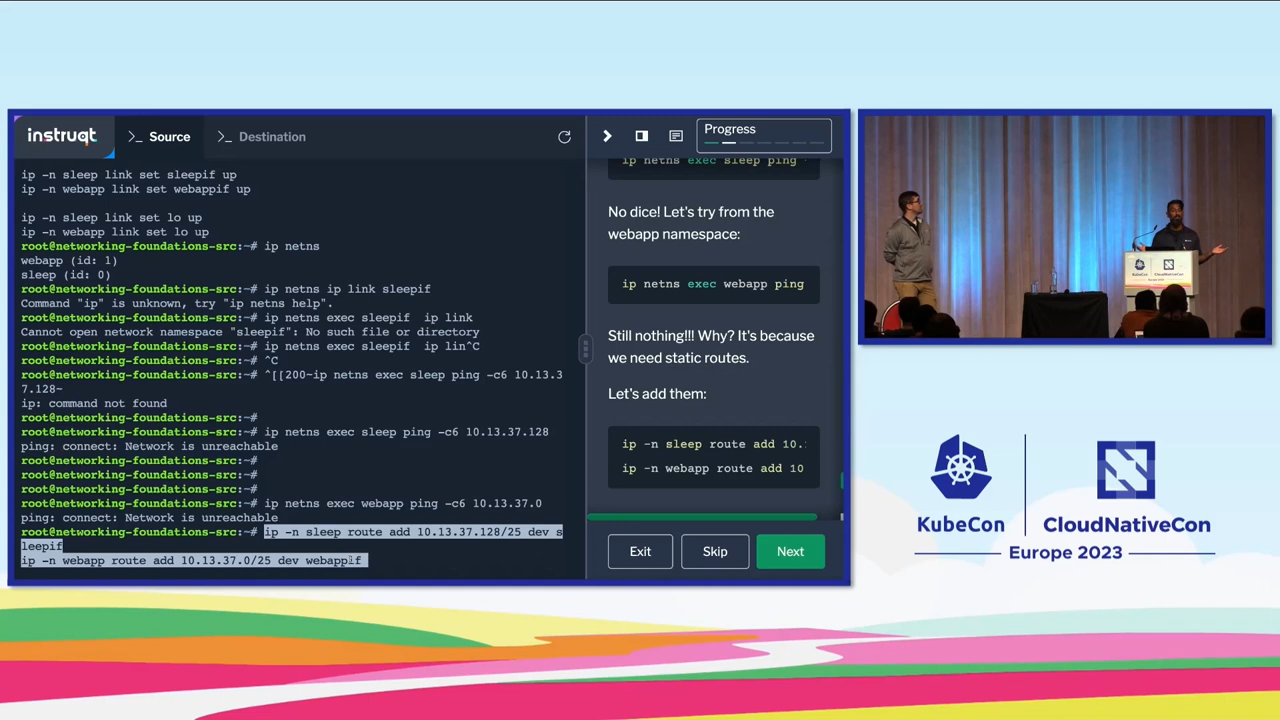 instruqt
>_ Source
>_ Destination
Progress
ip -n sleep link set sleepif up
ip -n webapp link set webappif up
ip -n sleep link set lo up
ip -n webapp link set lo up
root@networking-foundations-src:~# ip netns
webapp (id: 1)
sleep (id: 0)
root@networking-foundations-src:~# ip netns ip link sleepif
Command "ip" is unknown, try "ip netns help".
root@networking-foundations-src:~# ip netns exec sleepif  ip link
Cannot open network namespace "sleepif": No such file or directory
root@networking-foundations-src:~# ip netns exec sleepif  ip lin^C
root@networking-foundations-src:~# ^C
root@networking-foundations-src:~# ^[[200~ip netns exec sleep ping -c6 10.13.3
7.128~
ip: command not found
root@networking-foundations-src:~#
root@networking-foundations-src:~# ip netns exec sleep ping -c6 10.13.37.128
ping: connect: Network is unreachable
root@networking-foundations-src:~#
root@networking-foundations-src:~#
root@networking-foundations-src:~#
root@networking-foundations-src:~# ip netns exec webapp ping -c6 10.13.37.0
ping: connect: Network is unreachable
root@networking-foundations-src:~# ip -n sleep route add 10.13.37.128/25 dev s
leepif
ip -n webapp route add 10.13.37.0/25 dev webappif
ip netns exec sleep ping
No dice! Let's try from the
webapp namespace:
ip netns exec webapp ping
Still nothing!!! Why? It's because
we need static routes.
Let's add them:
ip -n sleep route add 10.
ip -n webapp route add 10
Exit
Skip
Next
KubeCon
CloudNativeCon
Europe 2023